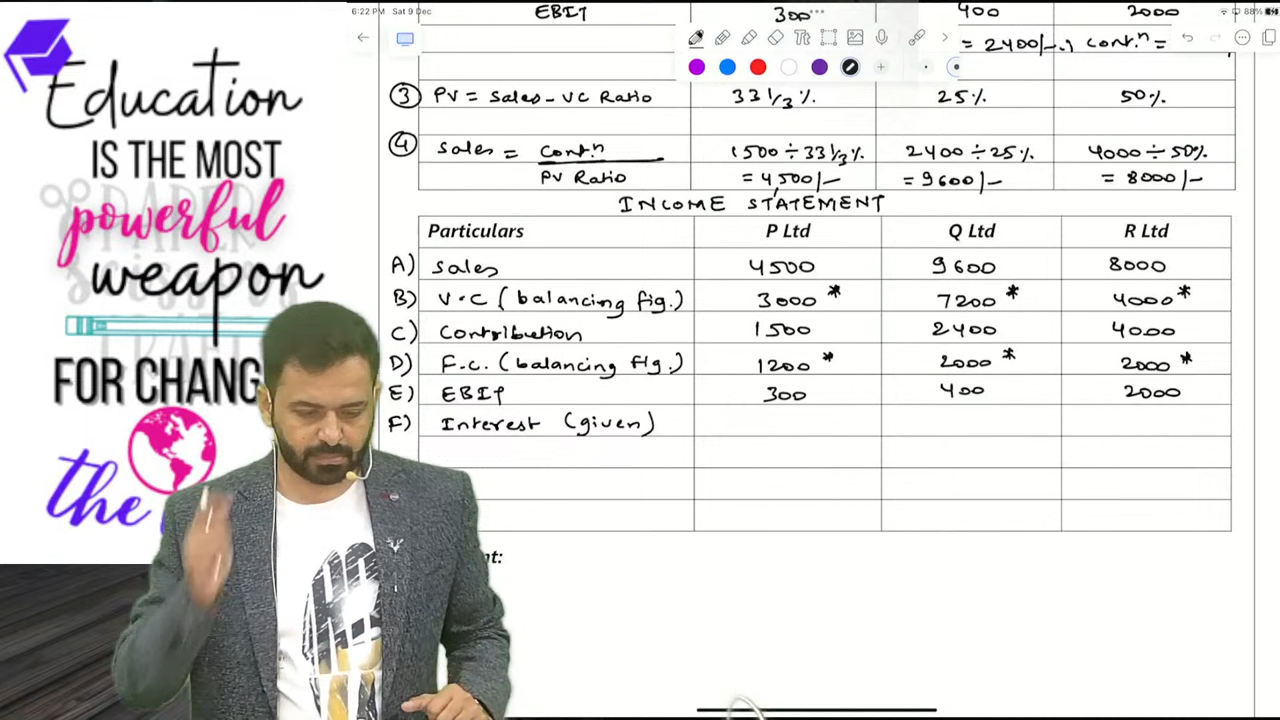 6:22 PM Sat 9 Dec
88%
EBIT 300 400 2000
= 2400/- , Cont.n =
Education
IS THE MOST
powerful
weapon
FOR CHANG
the
③ PV = Sales - VC Ratio 33 1/3 % 25% 50%
④ Sales = Cont.n 1500 ÷ 33 1/3 % 2400 ÷ 25% 4000 ÷ 50%
PV Ratio = 4,500/- = 9600/- = 8000/-
INCOME STATEMENT
Particulars P Ltd Q Ltd R Ltd
A) Sales 4500 9600 8000
B) V.C (balancing fig.) 3000 * 7200 * 4000 *
C) Contribution 1500 2400 4000
D) F.C. (balancing fig.) 1200 * 2000 * 2000 *
E) EBIT 300 400 2000
F) Interest (given)
nt: